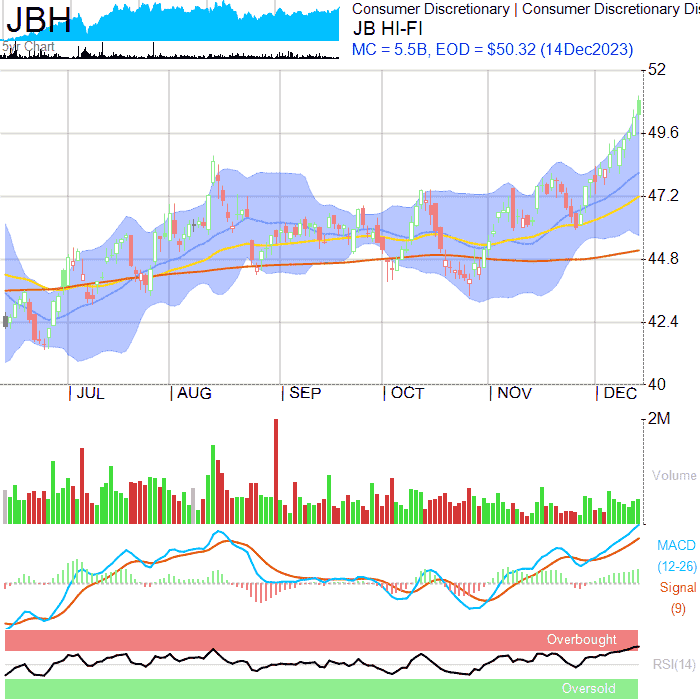 JBH
5yr Chart
Consumer Discretionary | Consumer Discretionary Dis
JB HI-FI
MC = 5.5B, EOD = $50.32 (14Dec2023)
52
49.6
47.2
44.8
42.4
40
| JUL | AUG | SEP | OCT | NOV | DEC
2M
Volume
MACD
(12-26)
Signal
(9)
Overbought
RSI(14)
Oversold